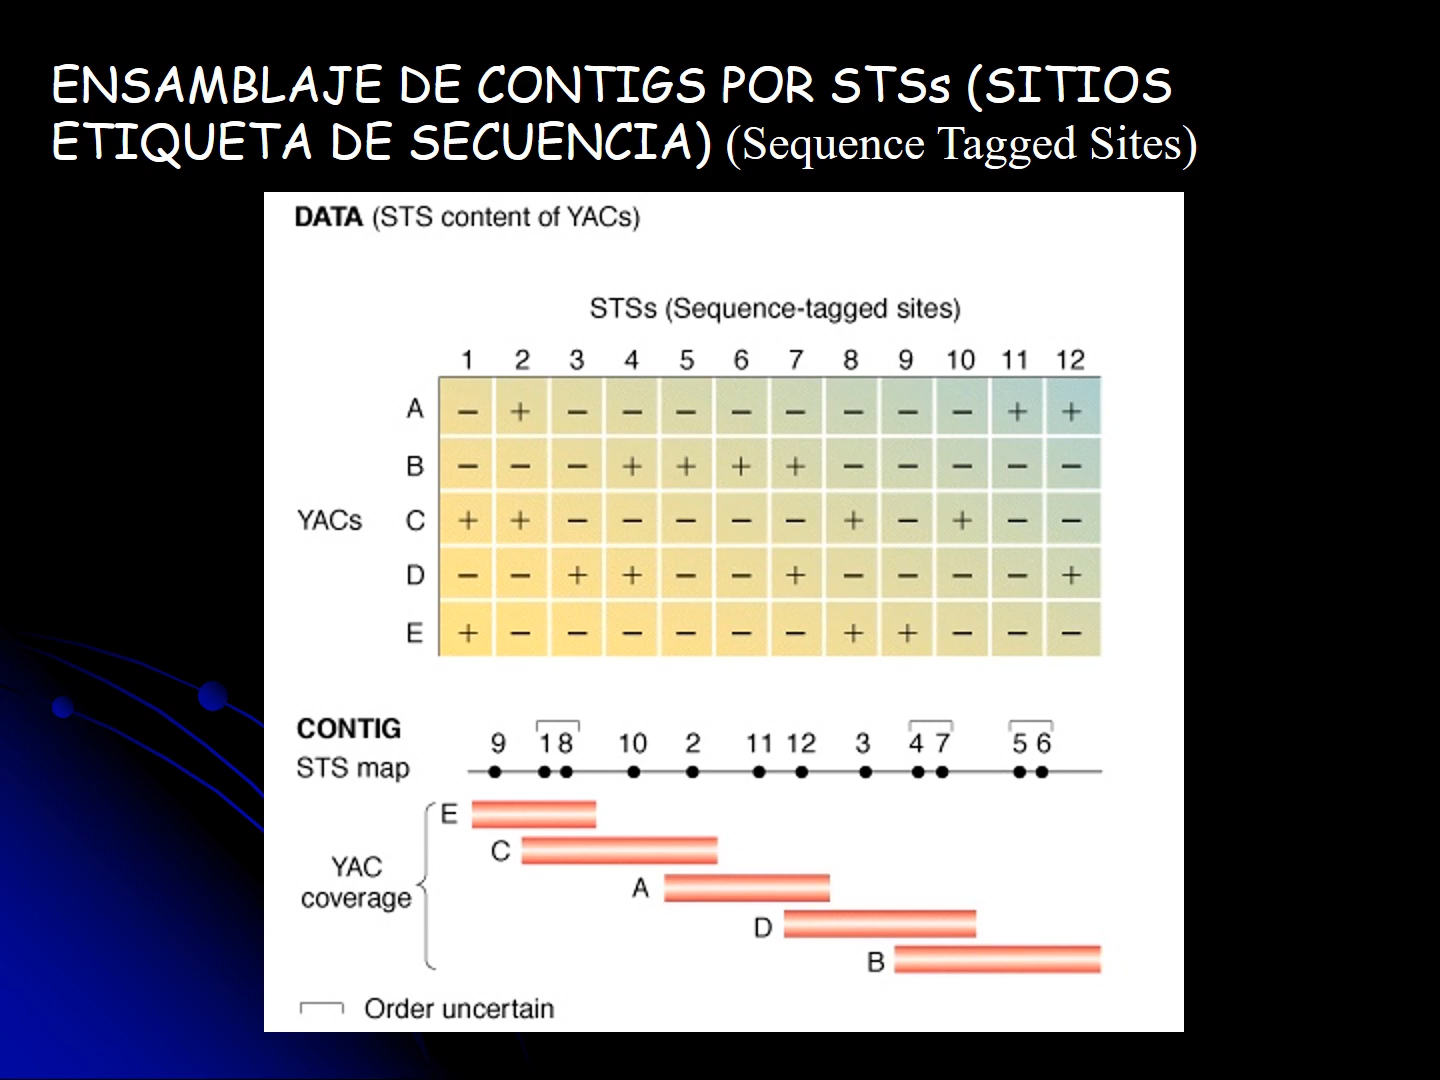 ENSAMBLAJE DE CONTIGS POR STSs (SITIOS
ETIQUETA DE SECUENCIA) (Sequence Tagged Sites)
DATA (STS content of YACs)
STSs (Sequence-tagged sites)
1 2 3 4 5 6 7 8 9 10 11 12
A − + − − − − − − − − + +
B − − − + + + + − − − − −
YACs C + + − − − − − + − + − −
D − − + + − − + − − − − +
E + − − − − − − + + − − −
CONTIG
9 1 8 10 2 11 12 3 4 7 5 6
STS map
E
C
YAC
coverage
A
D
B
Order uncertain